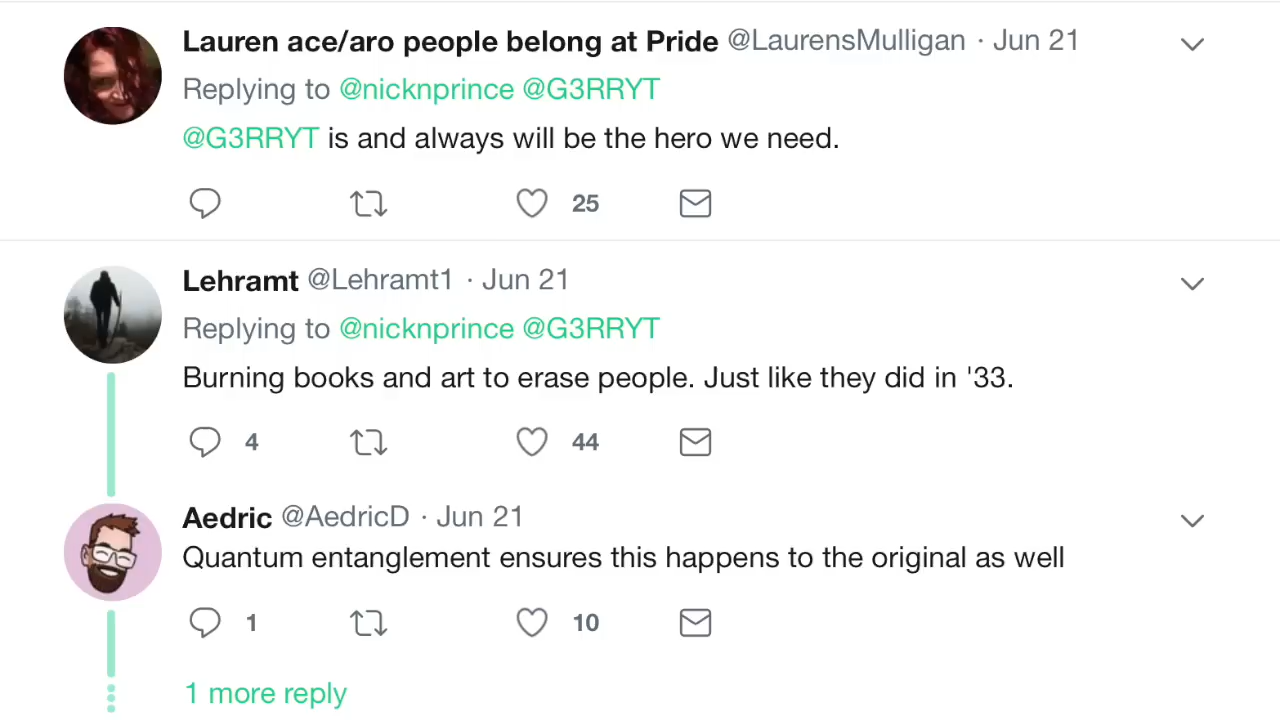 Lauren ace/aro people belong at Pride @LaurensMulligan · Jun 21
Replying to @nicknprince @G3RRYT
@G3RRYT is and always will be the hero we need.
25
Lehramt @Lehramt1 · Jun 21
Replying to @nicknprince @G3RRYT
Burning books and art to erase people. Just like they did in '33.
4 44
Aedric @AedricD · Jun 21
Quantum entanglement ensures this happens to the original as well
1 10
1 more reply